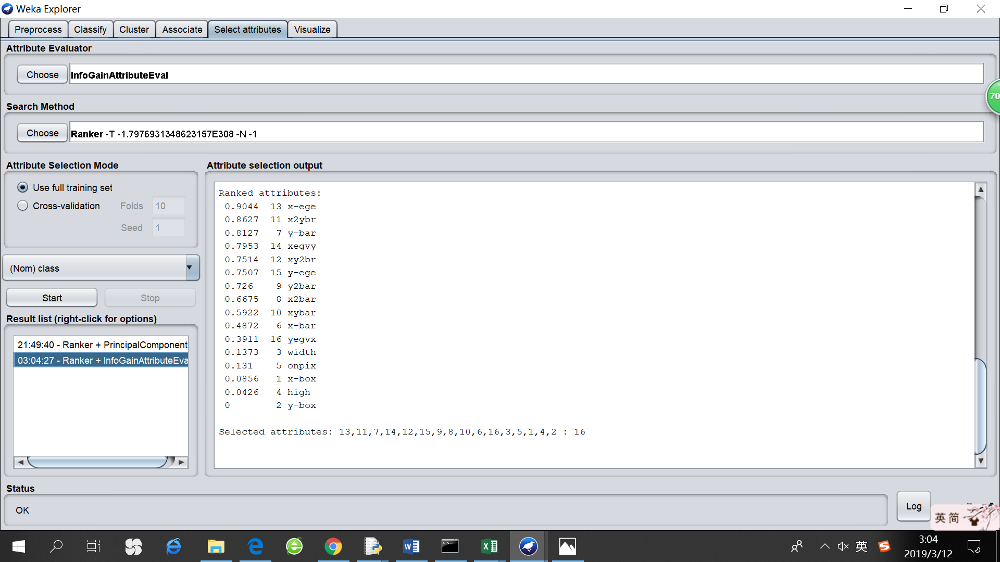 Weka Explorer
Preprocess Classify Cluster Associate Select attributes Visualize
Attribute Evaluator
Choose InfoGainAttributeEval
70
Search Method
Choose Ranker -T -1.7976931348623157E308 -N -1
Attribute Selection Mode
Use full training set
Cross-validation Folds 10
Seed 1
(Nom) class
Start Stop
Result list (right-click for options)
21:49:40 - Ranker + PrincipalComponent
03:04:27 - Ranker + InfoGainAttributeEva
Attribute selection output
Ranked attributes:
0.9044 13 x-ege
0.8627 11 x2ybr
0.8127 7 y-bar
0.7953 14 xegvy
0.7514 12 xy2br
0.7507 15 y-ege
0.726 9 y2bar
0.6675 8 x2bar
0.5922 10 xybar
0.4872 6 x-bar
0.3911 16 yegvx
0.1373 3 width
0.131 5 onpix
0.0856 1 x-box
0.0426 4 high
0 2 y-box
Selected attributes: 13,11,7,14,12,15,9,8,10,6,16,3,5,1,4,2 : 16
Status
OK
Log
英 简
英
3:04
2019/3/12